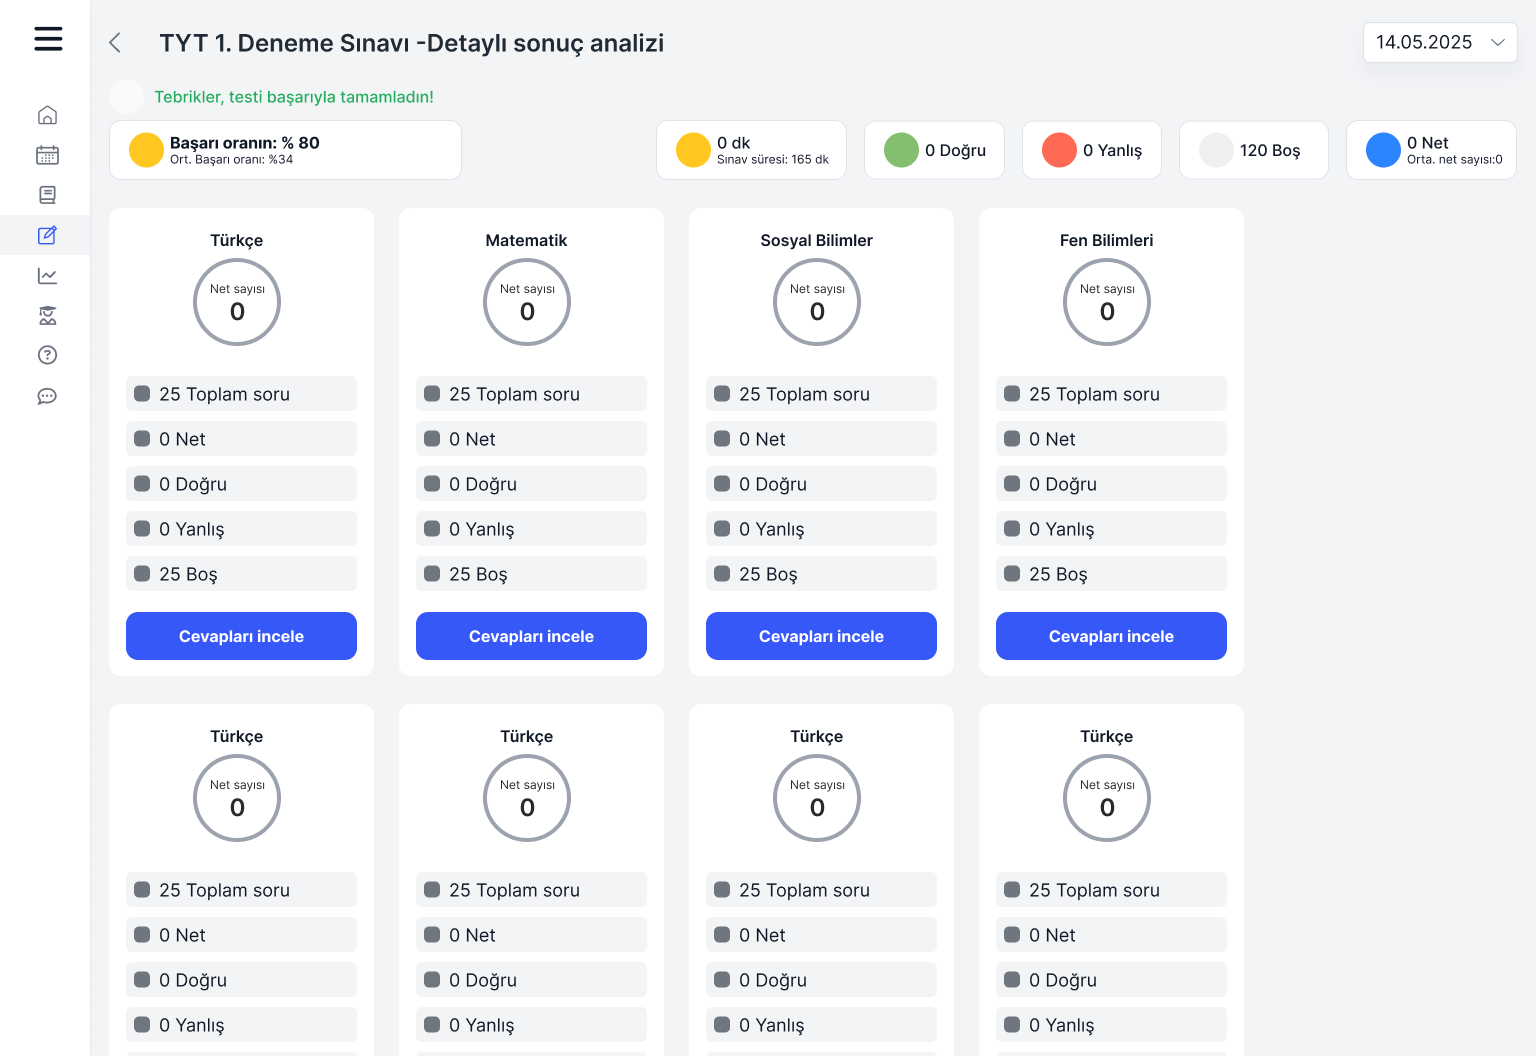 TYT 1. Deneme Sınavı -Detaylı sonuç analizi
14.05.2025
Tebrikler, testi başarıyla tamamladın!
Başarı oranın: % 80
Ort. Başarı oranı: %34
0 dk
Sınav süresi: 165 dk
0 Doğru
0 Yanlış
120 Boş
0 Net
Orta. net sayısı:0
Türkçe
Net sayısı
0
25 Toplam soru
0 Net
0 Doğru
0 Yanlış
25 Boş
Cevapları incele
Matematik
Net sayısı
0
25 Toplam soru
0 Net
0 Doğru
0 Yanlış
25 Boş
Cevapları incele
Sosyal Bilimler
Net sayısı
0
25 Toplam soru
0 Net
0 Doğru
0 Yanlış
25 Boş
Cevapları incele
Fen Bilimleri
Net sayısı
0
25 Toplam soru
0 Net
0 Doğru
0 Yanlış
25 Boş
Cevapları incele
Türkçe
Net sayısı
0
25 Toplam soru
0 Net
0 Doğru
0 Yanlış
Türkçe
Net sayısı
0
25 Toplam soru
0 Net
0 Doğru
0 Yanlış
Türkçe
Net sayısı
0
25 Toplam soru
0 Net
0 Doğru
0 Yanlış
Türkçe
Net sayısı
0
25 Toplam soru
0 Net
0 Doğru
0 Yanlış